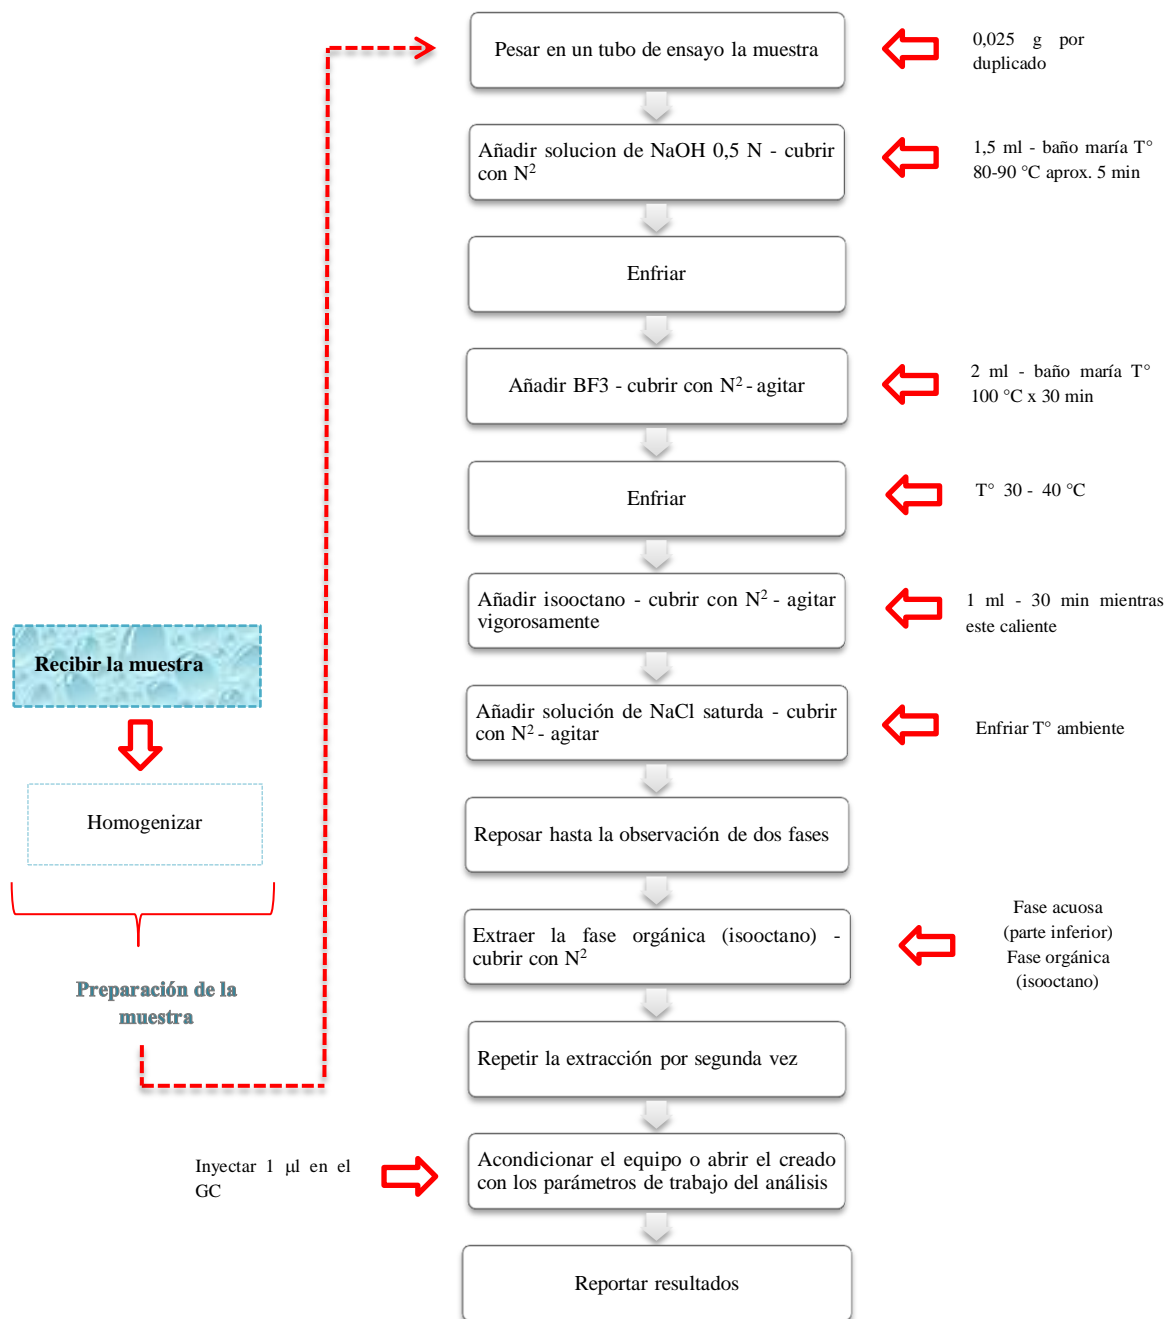 Recibir la muestra
Homogenizar
Preparación de la
muestra
Pesar en un tubo de ensayo la muestra
0,025 g por
duplicado
Añadir solucion de NaOH 0,5 N - cubrir
con N²
1,5 ml - baño maría T°
80-90 °C aprox. 5 min
Enfriar
Añadir BF3 - cubrir con N² - agitar
2 ml - baño maría T°
100 °C x 30 min
Enfriar
T° 30 - 40 °C
Añadir isooctano - cubrir con N² - agitar
vigorosamente
1 ml - 30 min mientras
este caliente
Añadir solución de NaCl saturda - cubrir
con N² - agitar
Enfriar T° ambiente
Reposar hasta la observación de dos fases
Extraer la fase orgánica (isooctano) -
cubrir con N²
Fase acuosa
(parte inferior)
Fase orgánica
(isooctano)
Repetir la extracción por segunda vez
Inyectar 1 µl en el
GC
Acondicionar el equipo o abrir el creado
con los parámetros de trabajo del análisis
Reportar resultados